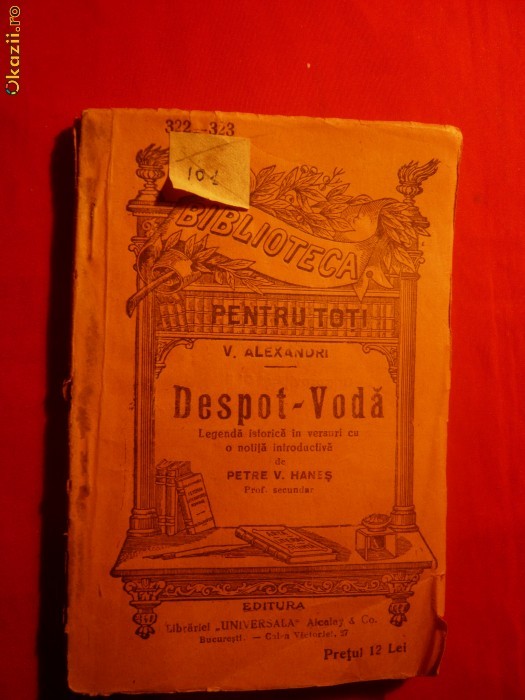 Okazii.ro
322--323
10£
BIBLIOTECA
PENTRU TOȚI
V. ALEXANDRI
Despot-Vodă
Legendă istorică în versuri cu
o notiță introductivă
de
PETRE V. HANEȘ
Prof. secundar
EDITURA
Librăriei „UNIVERSALA" Alcalay & Co.
București. — Calea Victoriei, 27
Prețul 12 Lei